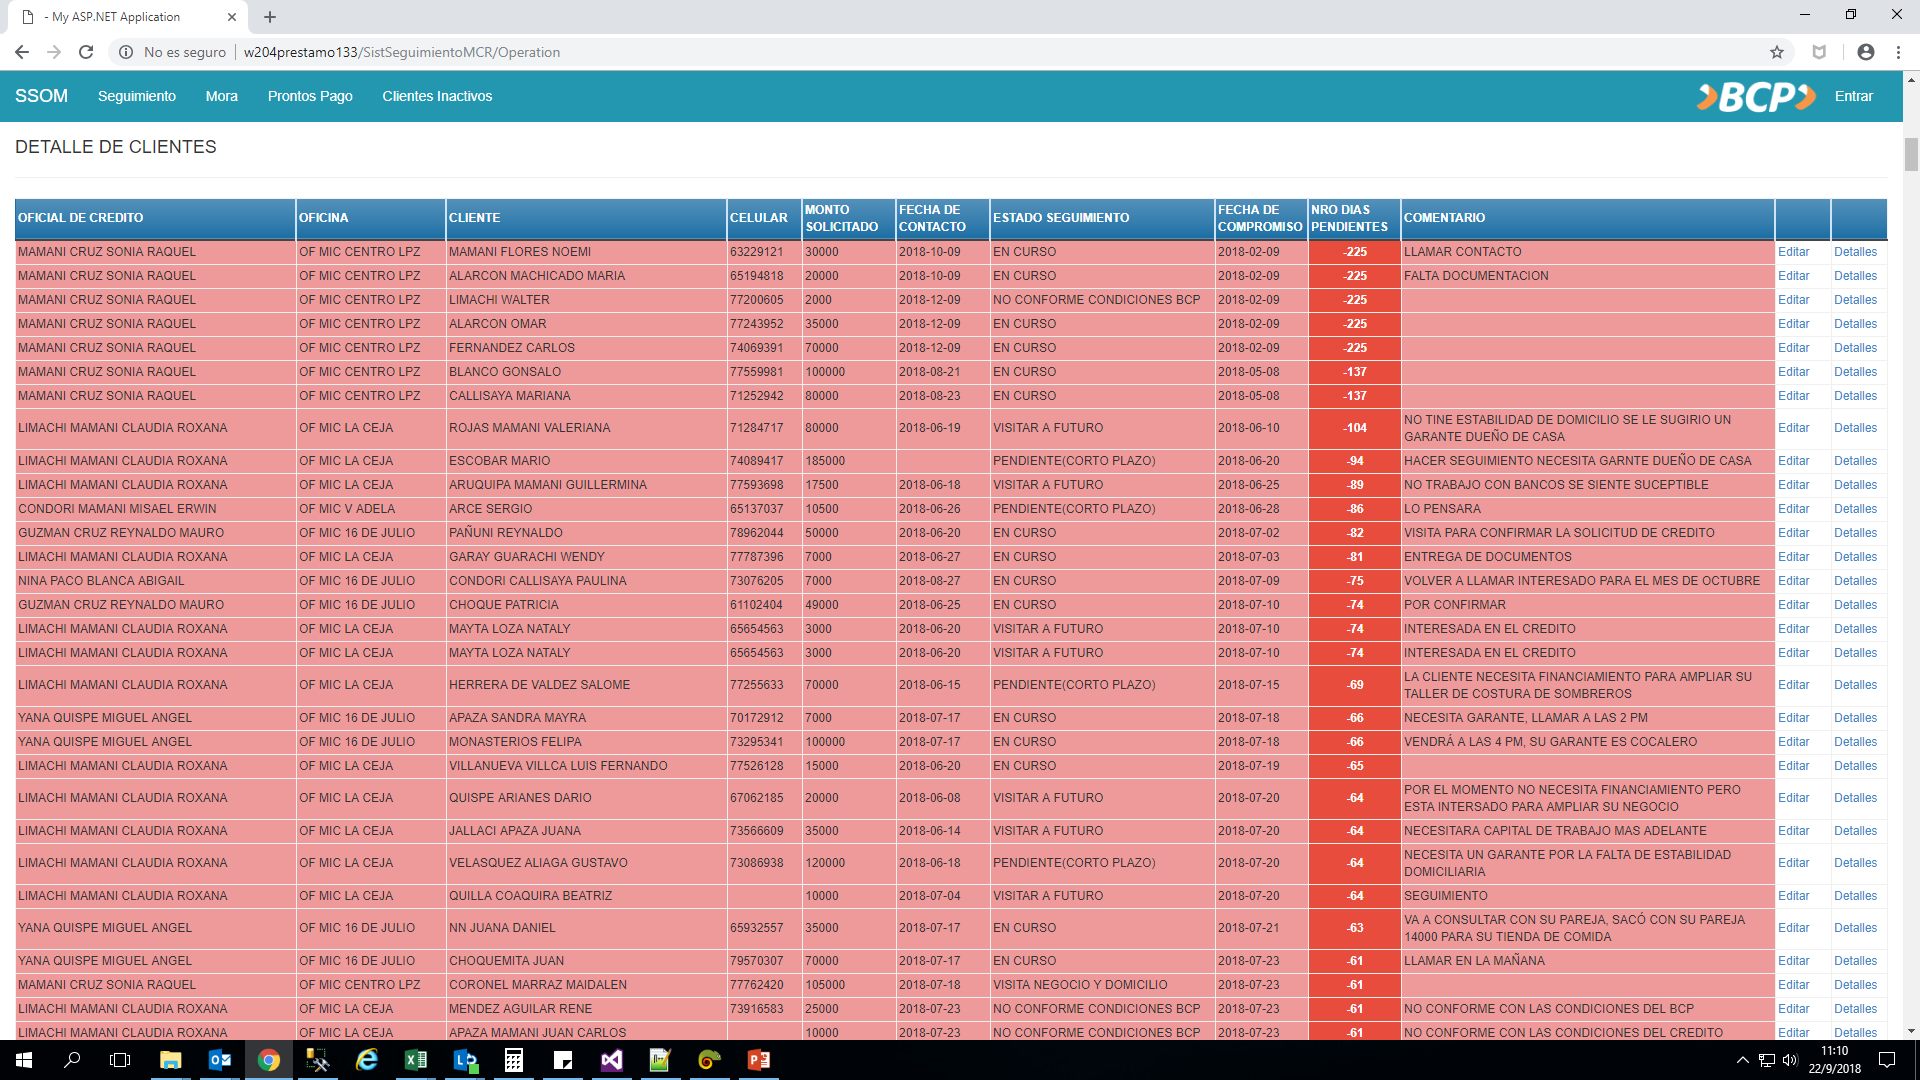 - My ASP.NET Application
No es seguro w204prestamo133/SistSeguimientoMCR/Operation
SSOM Seguimiento Mora Prontos Pago Clientes Inactivos BCP Entrar
DETALLE DE CLIENTES
OFICIAL DE CREDITO OFICINA CLIENTE CELULAR MONTO SOLICITADO FECHA DE CONTACTO ESTADO SEGUIMIENTO FECHA DE COMPROMISO NRO DIAS PENDIENTES COMENTARIO
MAMANI CRUZ SONIA RAQUEL OF MIC CENTRO LPZ MAMANI FLORES NOEMI 63229121 30000 2018-10-09 EN CURSO 2018-02-09 -225 LLAMAR CONTACTO Editar Detalles
MAMANI CRUZ SONIA RAQUEL OF MIC CENTRO LPZ ALARCON MACHICADO MARIA 65194818 20000 2018-10-09 EN CURSO 2018-02-09 -225 FALTA DOCUMENTACION Editar Detalles
MAMANI CRUZ SONIA RAQUEL OF MIC CENTRO LPZ LIMACHI WALTER 77200605 2000 2018-12-09 NO CONFORME CONDICIONES BCP 2018-02-09 -225 Editar Detalles
MAMANI CRUZ SONIA RAQUEL OF MIC CENTRO LPZ ALARCON OMAR 77243952 35000 2018-12-09 EN CURSO 2018-02-09 -225 Editar Detalles
MAMANI CRUZ SONIA RAQUEL OF MIC CENTRO LPZ FERNANDEZ CARLOS 74069391 70000 2018-12-09 EN CURSO 2018-02-09 -225 Editar Detalles
MAMANI CRUZ SONIA RAQUEL OF MIC CENTRO LPZ BLANCO GONSALO 77559981 100000 2018-08-21 EN CURSO 2018-05-08 -137 Editar Detalles
MAMANI CRUZ SONIA RAQUEL OF MIC CENTRO LPZ CALLISAYA MARIANA 71252942 80000 2018-08-23 EN CURSO 2018-05-08 -137 Editar Detalles
LIMACHI MAMANI CLAUDIA ROXANA OF MIC LA CEJA ROJAS MAMANI VALERIANA 71284717 80000 2018-06-19 VISITAR A FUTURO 2018-06-10 -104 NO TINE ESTABILIDAD DE DOMICILIO SE LE SUGIRIO UN GARANTE DUEÑO DE CASA Editar Detalles
LIMACHI MAMANI CLAUDIA ROXANA OF MIC LA CEJA ESCOBAR MARIO 74089417 185000 PENDIENTE(CORTO PLAZO) 2018-06-20 -94 HACER SEGUIMIENTO NECESITA GARNTE DUEÑO DE CASA Editar Detalles
LIMACHI MAMANI CLAUDIA ROXANA OF MIC LA CEJA ARUQUIPA MAMANI GUILLERMINA 77593698 17500 2018-06-18 VISITAR A FUTURO 2018-06-25 -89 NO TRABAJO CON BANCOS SE SIENTE SUCEPTIBLE Editar Detalles
CONDORI MAMANI MISAEL ERWIN OF MIC V ADELA ARCE SERGIO 65137037 10500 2018-06-26 PENDIENTE(CORTO PLAZO) 2018-06-28 -86 LO PENSARA Editar Detalles
GUZMAN CRUZ REYNALDO MAURO OF MIC 16 DE JULIO PAÑUNI REYNALDO 78962044 50000 2018-06-20 EN CURSO 2018-07-02 -82 VISITA PARA CONFIRMAR LA SOLICITUD DE CREDITO Editar Detalles
LIMACHI MAMANI CLAUDIA ROXANA OF MIC LA CEJA GARAY GUARACHI WENDY 77787396 7000 2018-06-27 EN CURSO 2018-07-03 -81 ENTREGA DE DOCUMENTOS Editar Detalles
NINA PACO BLANCA ABIGAIL OF MIC 16 DE JULIO CONDORI CALLISAYA PAULINA 73076205 7000 2018-08-27 EN CURSO 2018-07-09 -75 VOLVER A LLAMAR INTERESADO PARA EL MES DE OCTUBRE Editar Detalles
GUZMAN CRUZ REYNALDO MAURO OF MIC 16 DE JULIO CHOQUE PATRICIA 61102404 49000 2018-06-25 EN CURSO 2018-07-10 -74 POR CONFIRMAR Editar Detalles
LIMACHI MAMANI CLAUDIA ROXANA OF MIC LA CEJA MAYTA LOZA NATALY 65654563 3000 2018-06-20 VISITAR A FUTURO 2018-07-10 -74 INTERESADA EN EL CREDITO Editar Detalles
LIMACHI MAMANI CLAUDIA ROXANA OF MIC LA CEJA MAYTA LOZA NATALY 65654563 3000 2018-06-20 VISITAR A FUTURO 2018-07-10 -74 INTERESADA EN EL CREDITO Editar Detalles
LIMACHI MAMANI CLAUDIA ROXANA OF MIC LA CEJA HERRERA DE VALDEZ SALOME 77255633 70000 2018-06-15 PENDIENTE(CORTO PLAZO) 2018-07-15 -69 LA CLIENTE NECESITA FINANCIAMIENTO PARA AMPLIAR SU TALLER DE COSTURA DE SOMBREROS Editar Detalles
YANA QUISPE MIGUEL ANGEL OF MIC 16 DE JULIO APAZA SANDRA MAYRA 70172912 7000 2018-07-17 EN CURSO 2018-07-18 -66 NECESITA GARANTE, LLAMAR A LAS 2 PM Editar Detalles
YANA QUISPE MIGUEL ANGEL OF MIC 16 DE JULIO MONASTERIOS FELIPA 73295341 100000 2018-07-17 EN CURSO 2018-07-18 -66 VENDRÁ A LAS 4 PM, SU GARANTE ES COCALERO Editar Detalles
LIMACHI MAMANI CLAUDIA ROXANA OF MIC LA CEJA VILLANUEVA VILLCA LUIS FERNANDO 77526128 15000 2018-06-20 EN CURSO 2018-07-19 -65 Editar Detalles
LIMACHI MAMANI CLAUDIA ROXANA OF MIC LA CEJA QUISPE ARIANES DARIO 67062185 20000 2018-06-08 VISITAR A FUTURO 2018-07-20 -64 POR EL MOMENTO NO NECESITA FINANCIAMIENTO PERO ESTA INTERSADO PARA AMPLIAR SU NEGOCIO Editar Detalles
LIMACHI MAMANI CLAUDIA ROXANA OF MIC LA CEJA JALLACI APAZA JUANA 73566609 35000 2018-06-14 VISITAR A FUTURO 2018-07-20 -64 NECESITARA CAPITAL DE TRABAJO MAS ADELANTE Editar Detalles
LIMACHI MAMANI CLAUDIA ROXANA OF MIC LA CEJA VELASQUEZ ALIAGA GUSTAVO 73086938 120000 2018-06-18 PENDIENTE(CORTO PLAZO) 2018-07-20 -64 NECESITA UN GARANTE POR LA FALTA DE ESTABILIDAD DOMICILIARIA Editar Detalles
LIMACHI MAMANI CLAUDIA ROXANA OF MIC LA CEJA QUILLA COAQUIRA BEATRIZ 10000 2018-07-04 VISITAR A FUTURO 2018-07-20 -64 SEGUIMIENTO Editar Detalles
YANA QUISPE MIGUEL ANGEL OF MIC 16 DE JULIO NN JUANA DANIEL 65932557 35000 2018-07-17 EN CURSO 2018-07-21 -63 VA A CONSULTAR CON SU PAREJA, SACÓ CON SU PAREJA 14000 PARA SU TIENDA DE COMIDA Editar Detalles
YANA QUISPE MIGUEL ANGEL OF MIC 16 DE JULIO CHOQUEMITA JUAN 79570307 70000 2018-07-17 EN CURSO 2018-07-23 -61 LLAMAR EN LA MAÑANA Editar Detalles
MAMANI CRUZ SONIA RAQUEL OF MIC CENTRO LPZ CORONEL MARRAZ MAIDALEN 77762420 105000 2018-07-18 VISITA NEGOCIO Y DOMICILIO 2018-07-23 -61 Editar Detalles
LIMACHI MAMANI CLAUDIA ROXANA OF MIC LA CEJA MENDEZ AGUILAR RENE 73916583 25000 2018-07-23 NO CONFORME CONDICIONES BCP 2018-07-23 -61 NO CONFORME CON LAS CONDICIONES DEL BCP Editar Detalles
LIMACHI MAMANI CLAUDIA ROXANA OF MIC LA CEJA APAZA MAMANI JUAN CARLOS 10000 2018-07-23 NO CONFORME CONDICIONES BCP 2018-07-23 -61 NO CONFORME CON LAS CONDICIONES DEL CREDITO Editar Detalles
11:10
22/9/2018